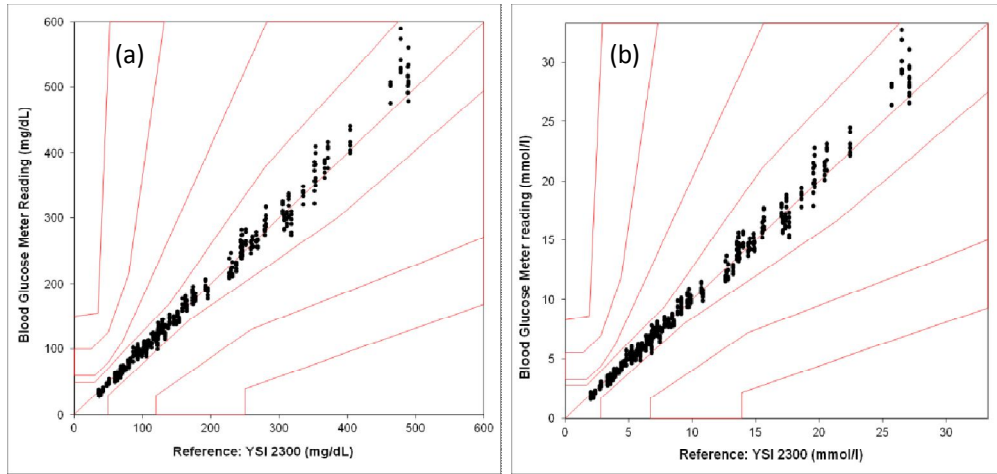 (a)
Blood Glucose Meter Reading (mg/dL)
600
500
400
300
200
100
0
0 100 200 300 400 500 600
Reference: YSI 2300 (mg/dL)
(b)
Blood Glucose Meter reading (mmol/l)
30
25
20
15
10
5
0
0 5 10 15 20 25 30
Reference: YSI 2300 (mmol/l)